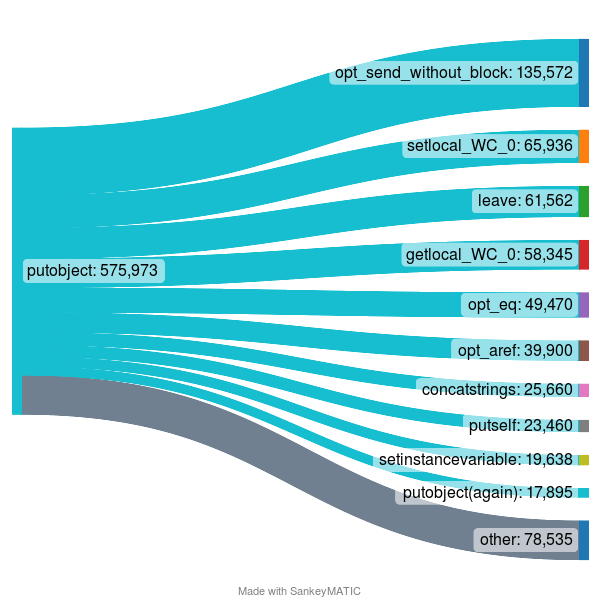 opt_send_without_block: 135,572
setlocal_WC_0: 65,936
leave: 61,562
getlocal_WC_0: 58,345
putobject: 575,973
opt_eq: 49,470
opt_aref: 39,900
concatstrings: 25,660
putself: 23,460
setinstancevariable: 19,638
putobject(again): 17,895
other: 78,535
Made with SankeyMATIC